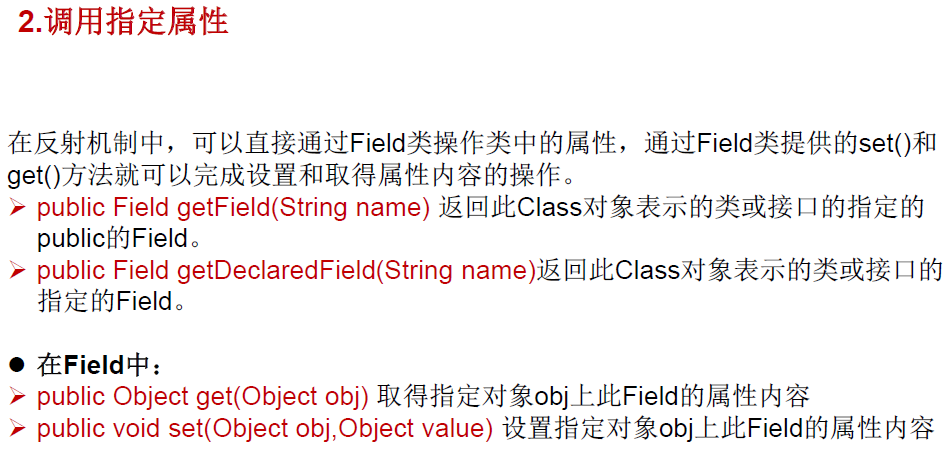 2.调用指定属性
在反射机制中，可以直接通过Field类操作类中的属性，通过Field类提供的set()和
get()方法就可以完成设置和取得属性内容的操作。
➢ public Field getField(String name) 返回此Class对象表示的类或接口的指定的
public的Field。
➢ public Field getDeclaredField(String name)返回此Class对象表示的类或接口的
指定的Field。
● 在Field中：
➢ public Object get(Object obj) 取得指定对象obj上此Field的属性内容
➢ public void set(Object obj,Object value) 设置指定对象obj上此Field的属性内容